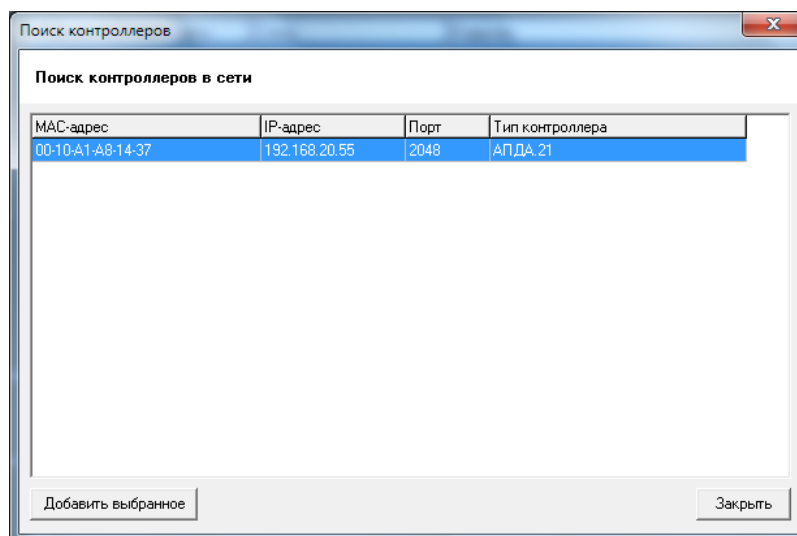 Поиск контроллеров
Поиск контроллеров в сети
MAC-адрес IP-адрес Порт Тип контроллера
00-10-A1-A8-14-37 192.168.20.55 2048 АПДА.21
Добавить выбранное Закрыть